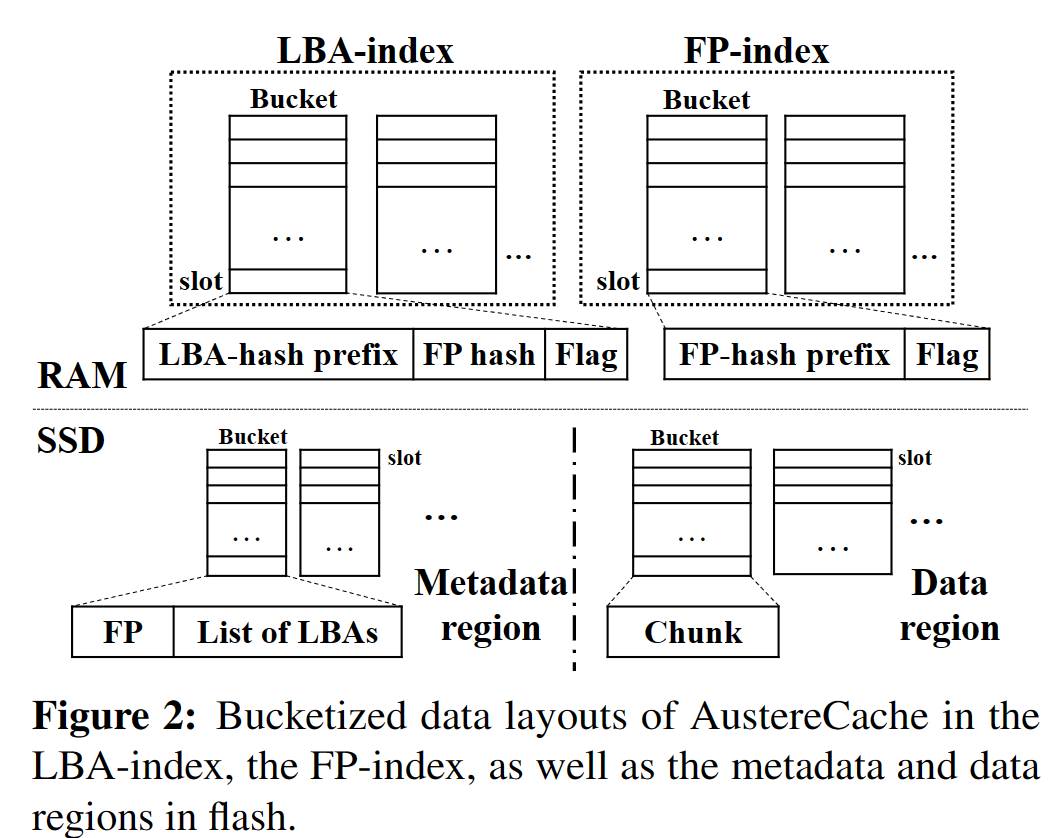 LBA-index FP-index
Bucket Bucket
... ... ... ... ... ...
slot slot
LBA-hash prefix FP hash Flag FP-hash prefix Flag
RAM
SSD
Bucket slot Bucket slot
... ... ... ... ... ...
Metadata region
Data region
FP List of LBAs
Chunk
Figure 2: Bucketized data layouts of AustereCache in the
LBA-index, the FP-index, as well as the metadata and data
regions in flash.